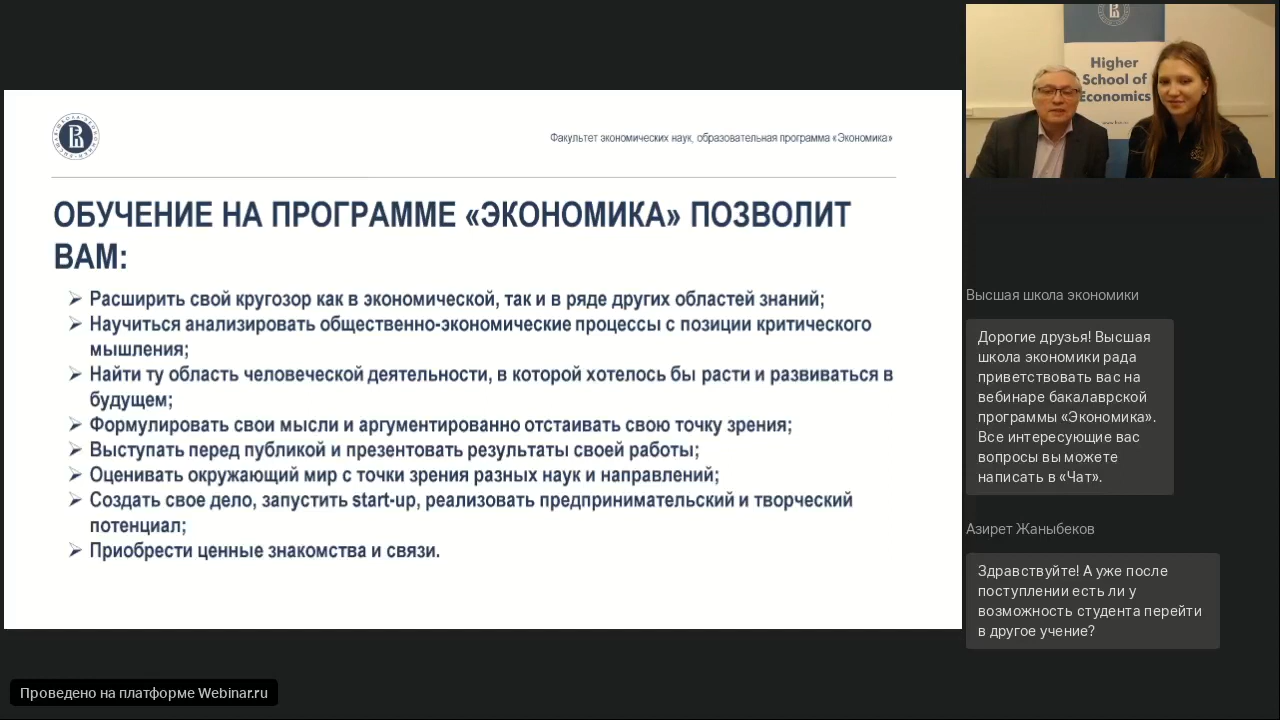 Факультет экономических наук, образовательная программа «Экономика»
ОБУЧЕНИЕ НА ПРОГРАММЕ «ЭКОНОМИКА» ПОЗВОЛИТ
ВАМ:
Расширить свой кругозор как в экономической, так и в ряде других областей знаний;
Научиться анализировать общественно-экономические процессы с позиции критического
мышления;
Найти ту область человеческой деятельности, в которой хотелось бы расти и развиваться в
будущем;
Формулировать свои мысли и аргументированно отстаивать свою точку зрения;
Выступать перед публикой и презентовать результаты своей работы;
Оценивать окружающий мир с точки зрения разных наук и направлений;
Создать свое дело, запустить start-up, реализовать предпринимательский и творческий
потенциал;
Приобрести ценные знакомства и связи.
Higher
School of
Economics
Высшая школа экономики
Дорогие друзья! Высшая
школа экономики рада
приветствовать вас на
вебинаре бакалаврской
программы «Экономика».
Все интересующие вас
вопросы вы можете
написать в «Чат».
Азирет Жаныбеков
Здравствуйте! А уже после
поступлении есть ли у
возможность студента перейти
в другое учение?
Проведено на платформе Webinar.ru